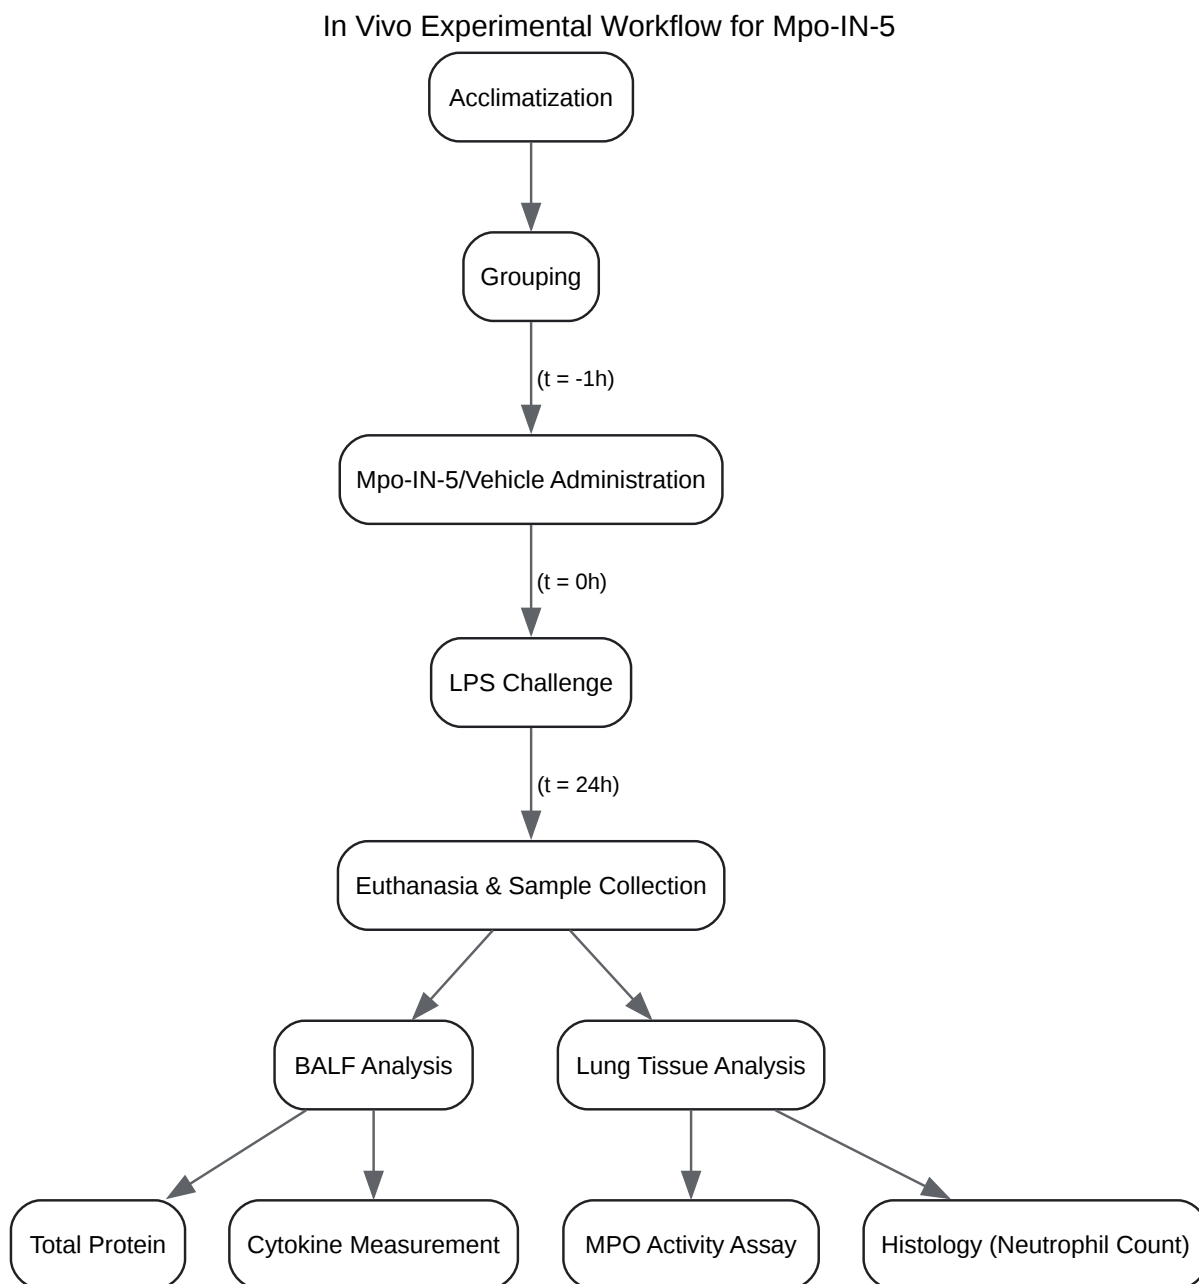 In Vivo Experimental Workflow for Mpo-IN-5
Acclimatization
Grouping
(t = -1h)
Mpo-IN-5/Vehicle Administration
(t = 0h)
LPS Challenge
(t = 24h)
Euthanasia & Sample Collection
BALF Analysis
Lung Tissue Analysis
Total Protein
Cytokine Measurement
MPO Activity Assay
Histology (Neutrophil Count)